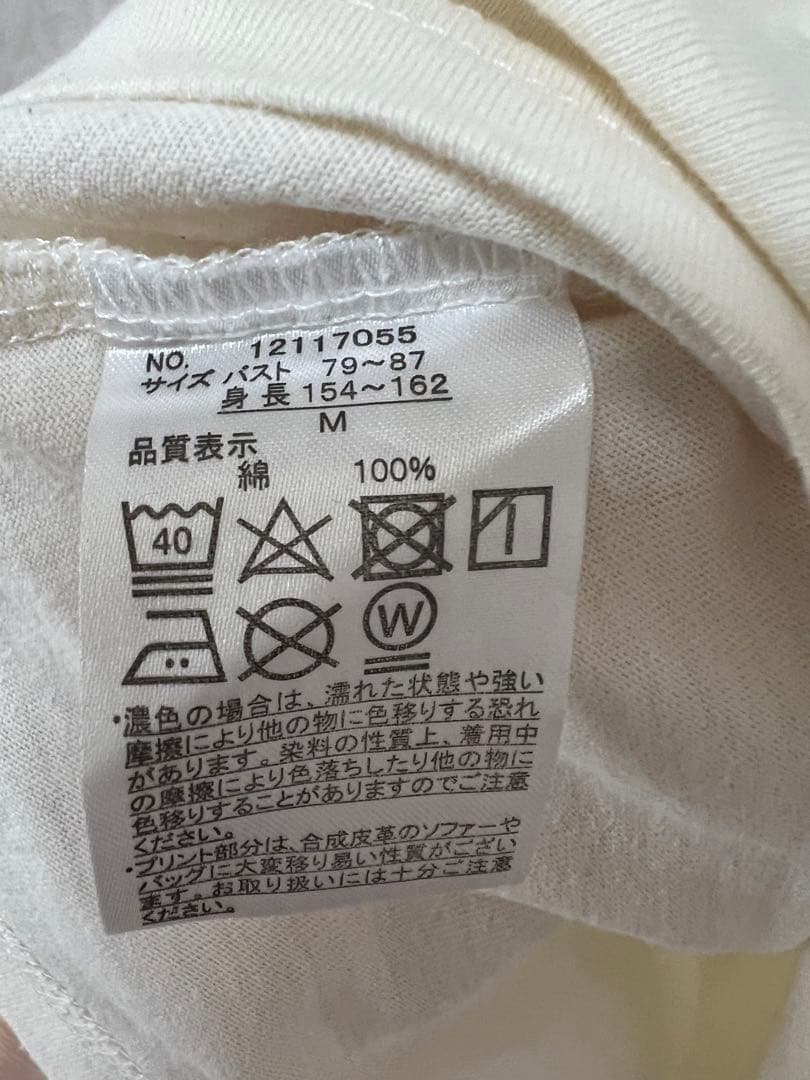 NO. 12117055
サイズ バスト 79～87
身長 154～162
M
品質表示
綿 100%
40
W
・濃色の場合は、濡れた状態や強い
摩擦により他の物に色移りする恐れ
があります。染料の性質上、着用中
の摩擦により色落ちしたり他の物に
色移りすることがありますのでご注意
ください。
・プリント部分は、合成皮革のソファーや
バッグに大変移り易い性質がござい
ます。お取り扱いには十分ご注意
ください。